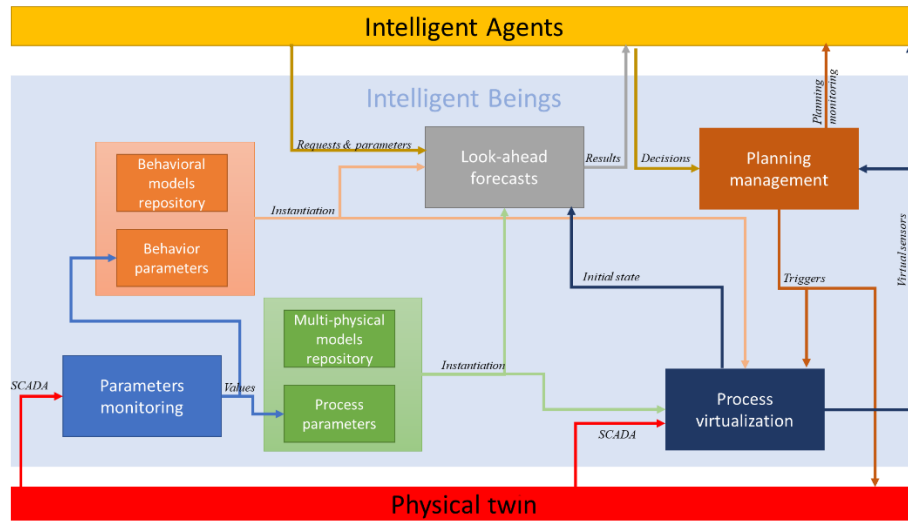 Intelligent Agents
Intelligent Beings
Planning
monitoring
Requests & parameters
Look-ahead
forecasts
Results
Decisions
Planning
management
Behavioral
models
repository
Instantiation
Behavior
parameters
Virtual sensors
Initial state
Triggers
Multi-physical
models
repository
Instantiation
SCADA
Parameters
monitoring
Values
Process
parameters
Process
virtualization
SCADA
Physical twin